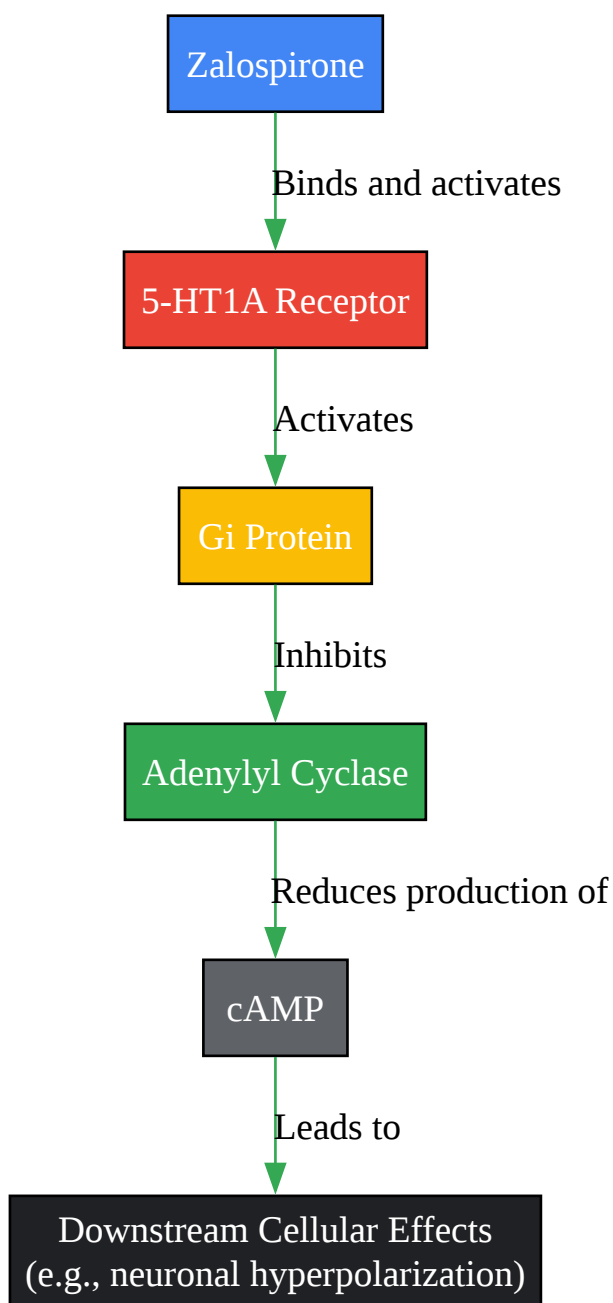 Zalospirone
Binds and activates
5-HT1A Receptor
Activates
Gi Protein
Inhibits
Adenylyl Cyclase
Reduces production of
cAMP
Leads to
Downstream Cellular Effects
(e.g., neuronal hyperpolarization)